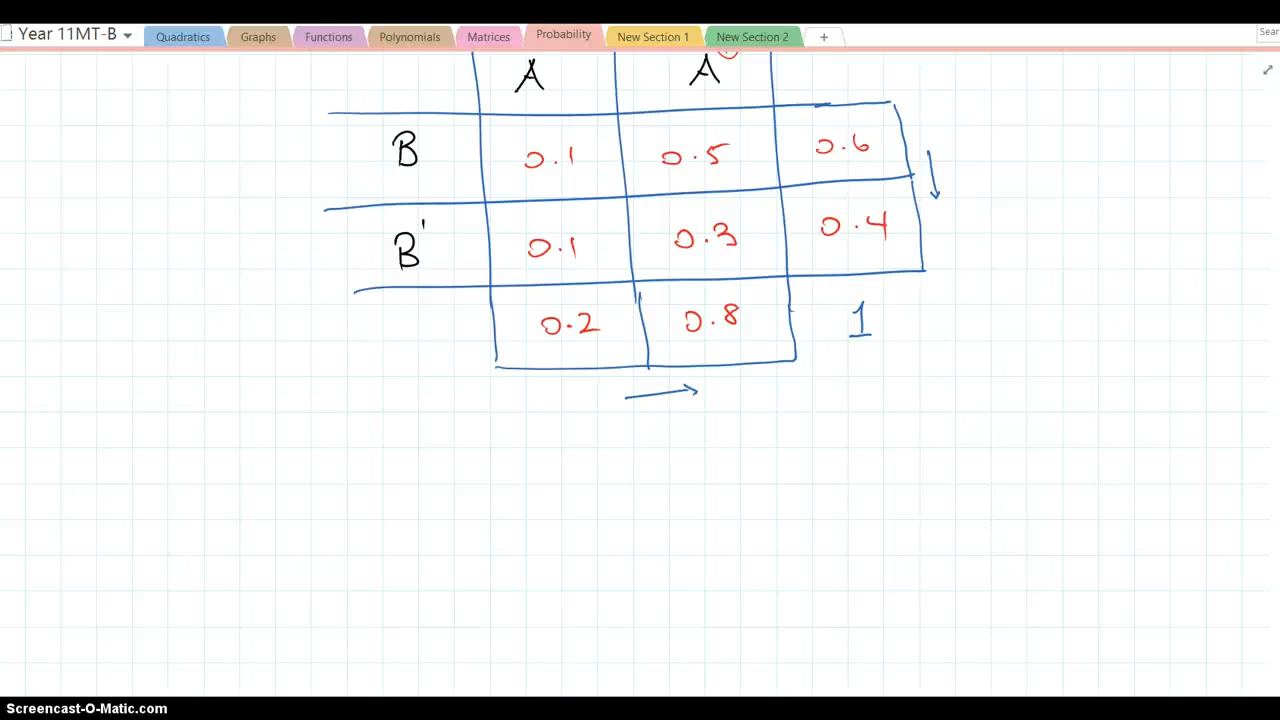 Year 11MT-B Quadratics Graphs Functions Polynomials Matrices Probability New Section 1 New Section 2 + Sear
A A
B 0.1 0.5 0.6
B' 0.1 0.3 0.4
0.2 0.8 1
Screencast-O-Matic.com